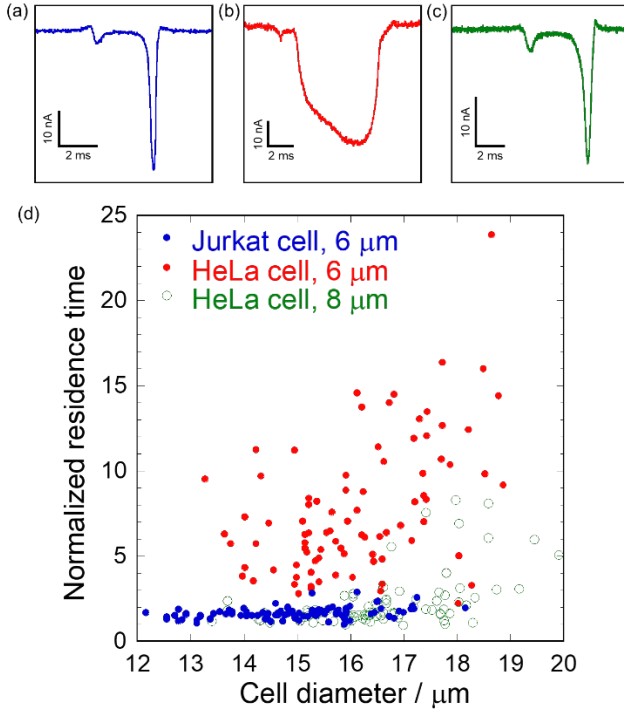 (a)
10 nA
2 ms
(b)
10 nA
2 ms
(c)
10 nA
2 ms
(d)
Jurkat cell, 6 μm
HeLa cell, 6 μm
HeLa cell, 8 μm
Normalized residence time
25
20
15
10
5
0
12 13 14 15 16 17 18 19 20
Cell diameter / μm